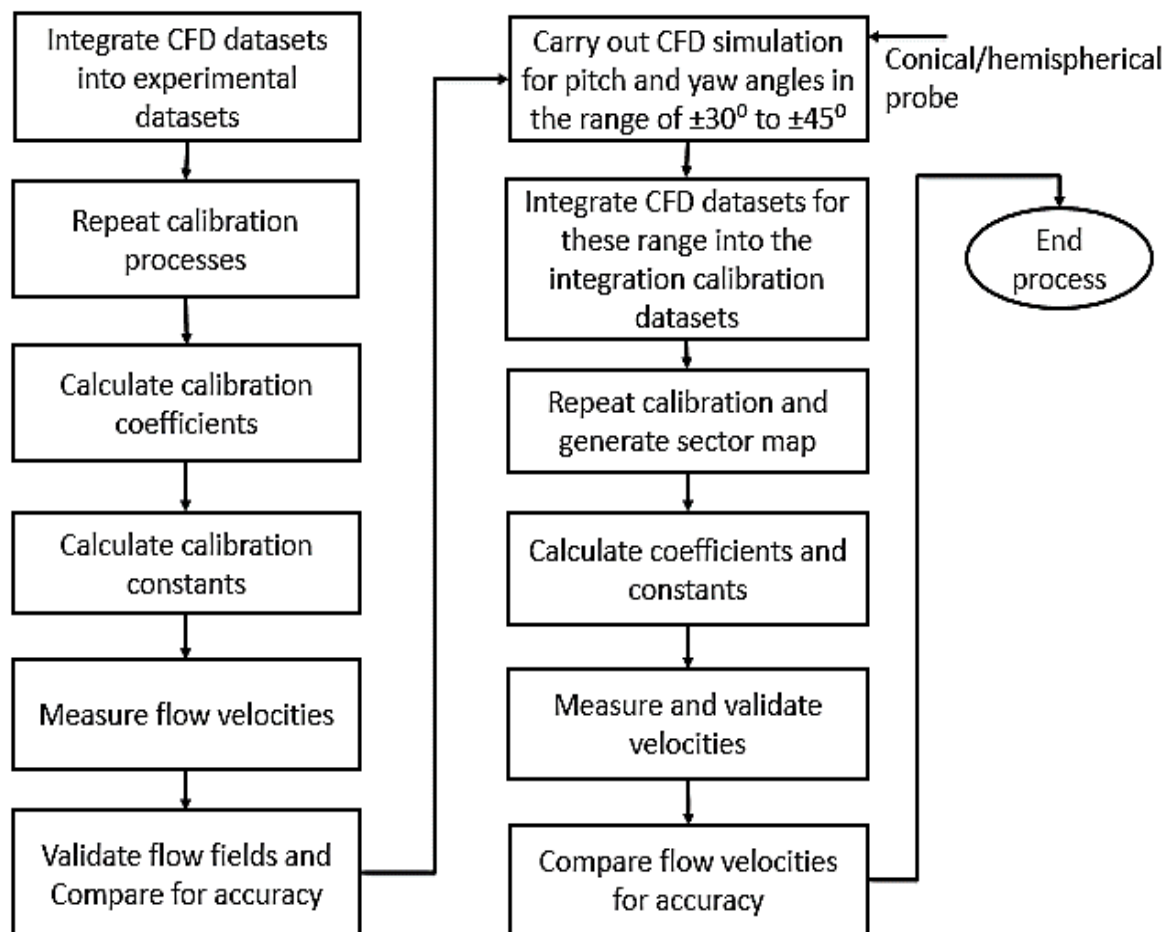 Integrate CFD datasets
into experimental
datasets
Repeat calibration
processes
Calculate calibration
coefficients
Calculate calibration
constants
Measure flow velocities
Validate flow fields and
Compare for accuracy
Carry out CFD simulation
for pitch and yaw angles in
the range of ±30⁰ to ±45⁰
Conical/hemispherical
probe
Integrate CFD datasets for
these range into the
integration calibration
datasets
Repeat calibration and
generate sector map
Calculate coefficients and
constants
Measure and validate
velocities
Compare flow velocities
for accuracy
End
process